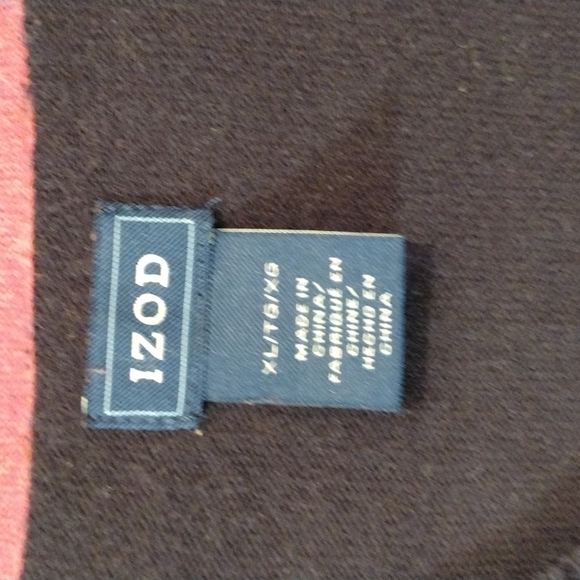 IZOD
XL/TG/XG
MADE IN
CHINA/
FABRIQUÉ EN
CHINE/
HECHO EN
CHINA